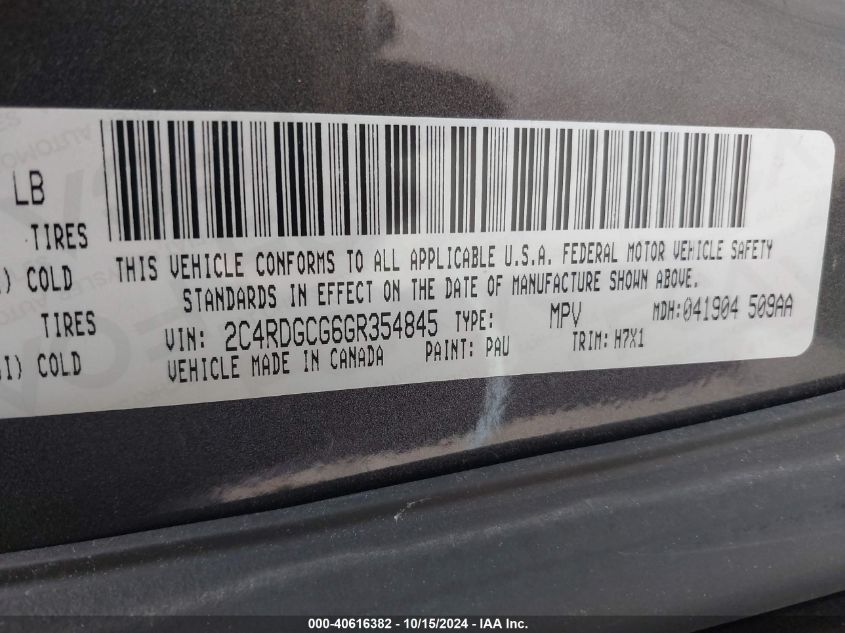 LB
TIRES
) COLD
TIRES
I) COLD
THIS VEHICLE CONFORMS TO ALL APPLICABLE U.S.A. FEDERAL MOTOR VEHICLE SAFETY
STANDARDS IN EFFECT ON THE DATE OF MANUFACTURE SHOWN ABOVE.
VIN: 2C4RDGCG6GR354845 TYPE: MPV MDH:041904 509AA
VEHICLE MADE IN CANADA PAINT: PAU TRIM: H7X1
000-40616382 - 10/15/2024 - IAA Inc.